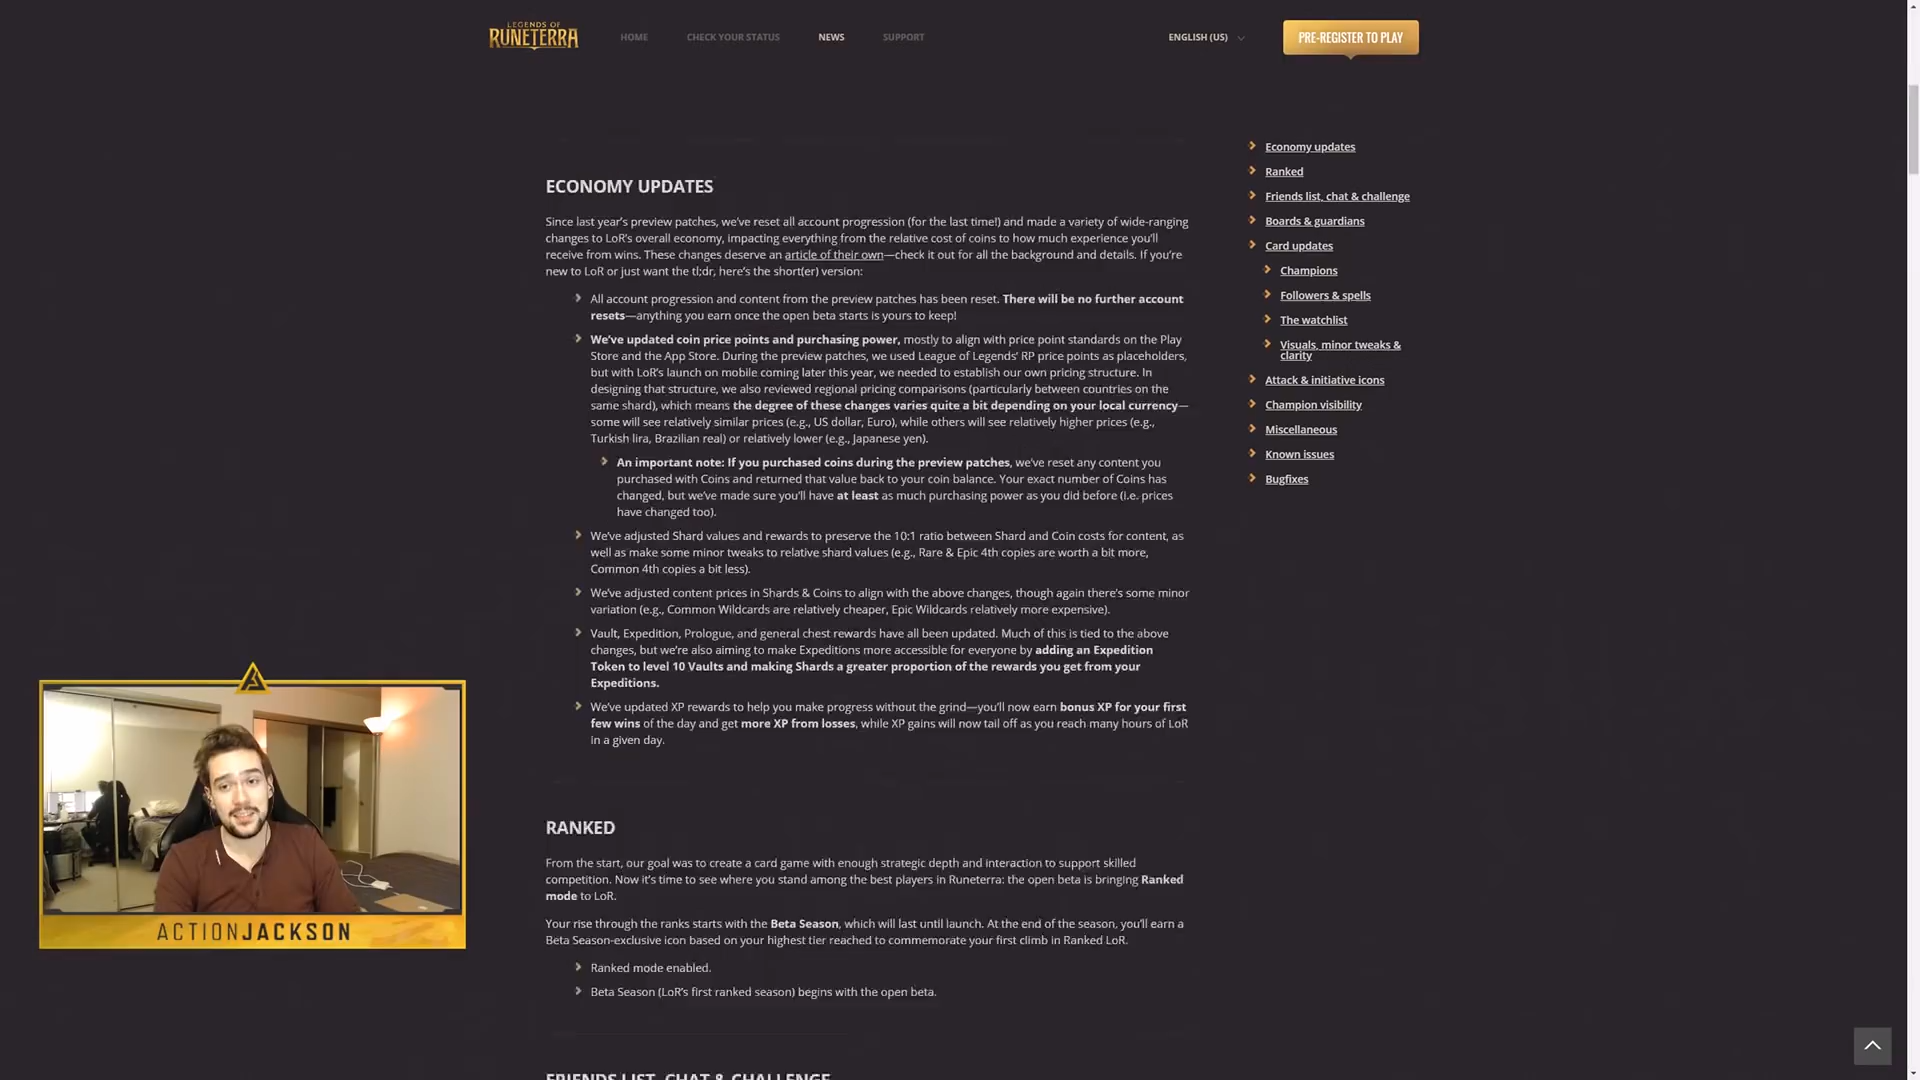 LEGENDS OF
RUNETERRA
HOME
CHECK YOUR STATUS
NEWS
SUPPORT
ENGLISH (US)
PRE-REGISTER TO PLAY
ECONOMY UPDATES
Since last year's preview patches, we've reset all account progression (for the last time!) and made a variety of wide-ranging
changes to LoR's overall economy, impacting everything from the relative cost of coins to how much experience you'll
receive from wins. These changes deserve an article of their own—check it out for all the background and details. If you're
new to LoR or just want the tl;dr, here's the short(er) version:
All account progression and content from the preview patches has been reset. There will be no further account
resets—anything you earn once the open beta starts is yours to keep!
We've updated coin price points and purchasing power, mostly to align with price point standards on the Play
Store and the App Store. During the preview patches, we used League of Legends' RP price points as placeholders,
but with LoR's launch on mobile coming later this year, we needed to establish our own pricing structure. In
designing that structure, we also reviewed regional pricing comparisons (particularly between countries on the
same shard), which means the degree of these changes varies quite a bit depending on your local currency—
some will see relatively similar prices (e.g., US dollar, Euro), while others will see relatively higher prices (e.g.,
Turkish lira, Brazilian real) or relatively lower (e.g., Japanese yen).
An important note: If you purchased coins during the preview patches, we've reset any content you
purchased with Coins and returned that value back to your coin balance. Your exact number of Coins has
changed, but we've made sure you'll have at least as much purchasing power as you did before (i.e. prices
have changed too).
We've adjusted Shard values and rewards to preserve the 10:1 ratio between Shard and Coin costs for content, as
well as make some minor tweaks to relative shard values (e.g., Rare & Epic 4th copies are worth a bit more,
Common 4th copies a bit less).
We've adjusted content prices in Shards & Coins to align with the above changes, though again there's some minor
variation (e.g., Common Wildcards are relatively cheaper, Epic Wildcards relatively more expensive).
Vault, Expedition, Prologue, and general chest rewards have all been updated. Much of this is tied to the above
changes, but we're also aiming to make Expeditions more accessible for everyone by adding an Expedition
Token to level 10 Vaults and making Shards a greater proportion of the rewards you get from your
Expeditions.
We've updated XP rewards to help you make progress without the grind—you'll now earn bonus XP for your first
few wins of the day and get more XP from losses, while XP gains will now tail off as you reach many hours of LoR
in a given day.
RANKED
From the start, our goal was to create a card game with enough strategic depth and interaction to support skilled
competition. Now it's time to see where you stand among the best players in Runeterra: the open beta is bringing Ranked
mode to LoR.
Your rise through the ranks starts with the Beta Season, which will last until launch. At the end of the season, you'll earn a
Beta Season-exclusive icon based on your highest tier reached to commemorate your first climb in Ranked LoR.
Ranked mode enabled.
Beta Season (LoR's first ranked season) begins with the open beta.
FRIENDS LIST, CHAT & CHALLENGE
Economy updates
Ranked
Friends list, chat & challenge
Boards & guardians
Card updates
Champions
Followers & spells
The watchlist
Visuals, minor tweaks &
clarity
Attack & initiative icons
Champion visibility
Miscellaneous
Known issues
Bugfixes
ACTIONJACKSON